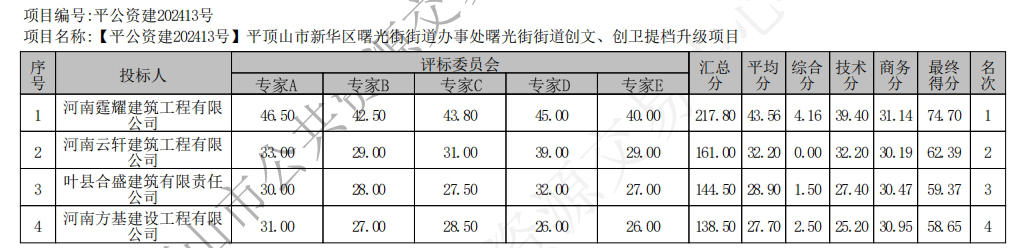 项目编号:平公资建202413号
项目名称:【平公资建202413号】平顶山市新华区曙光街街道办事处曙光街街道创文、创卫提档升级项目
序号 投标人 评标委员会 汇总分 平均分 综合分 技术分 商务分 最终得分 名次
专家A 专家B 专家C 专家D 专家E
1 河南霆耀建筑工程有限公司 46.50 42.50 43.80 45.00 40.00 217.80 43.56 4.16 39.40 31.14 74.70 1
2 河南云轩建筑工程有限公司 33.00 29.00 31.00 39.00 29.00 161.00 32.20 0.00 32.20 30.19 62.39 2
3 叶县合盛建筑有限责任公司 30.00 28.00 27.50 32.00 27.00 144.50 28.90 1.50 27.40 30.47 59.37 3
4 河南方基建设工程有限公司 31.00 27.00 28.50 26.00 26.00 138.50 27.70 2.50 25.20 30.95 58.65 4